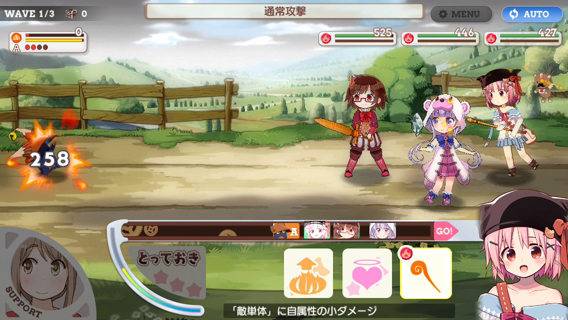 WAVE 1/3 0
通常攻撃
MENU
AUTO
0
A
525
446
427
258
A
GO!
とっておき
SUPPORT
「敵単体」に自属性の小ダメージ